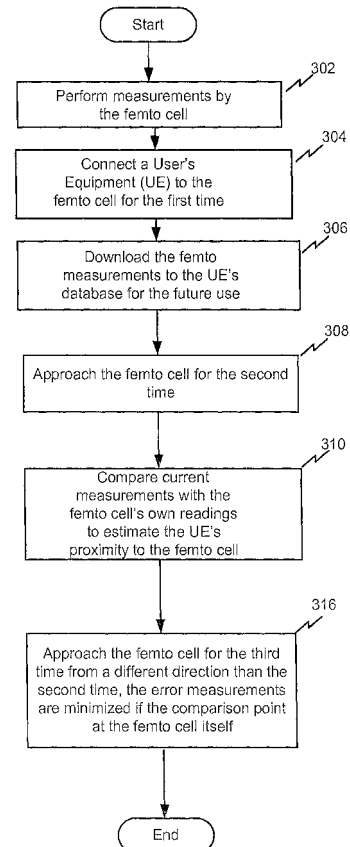 Start
302
Perform measurements by
the femto cell
304
Connect a User's
Equipment (UE) to the
femto cell for the first time
306
Download the femto
measurements to the UE's
database for the future use
308
Approach the femto cell for the second
time
310
Compare current
measurements with the
femto cell's own readings
to estimate the UE's
proximity to the femto cell
316
Approach the femto cell for the third
time from a different direction than the
second time, the error measurements
are minimized if the comparison point
at the femto cell itself
End